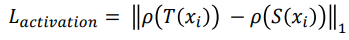 L_activation = ‖ρ(T(x_i)) − ρ(S(x_i))‖_1